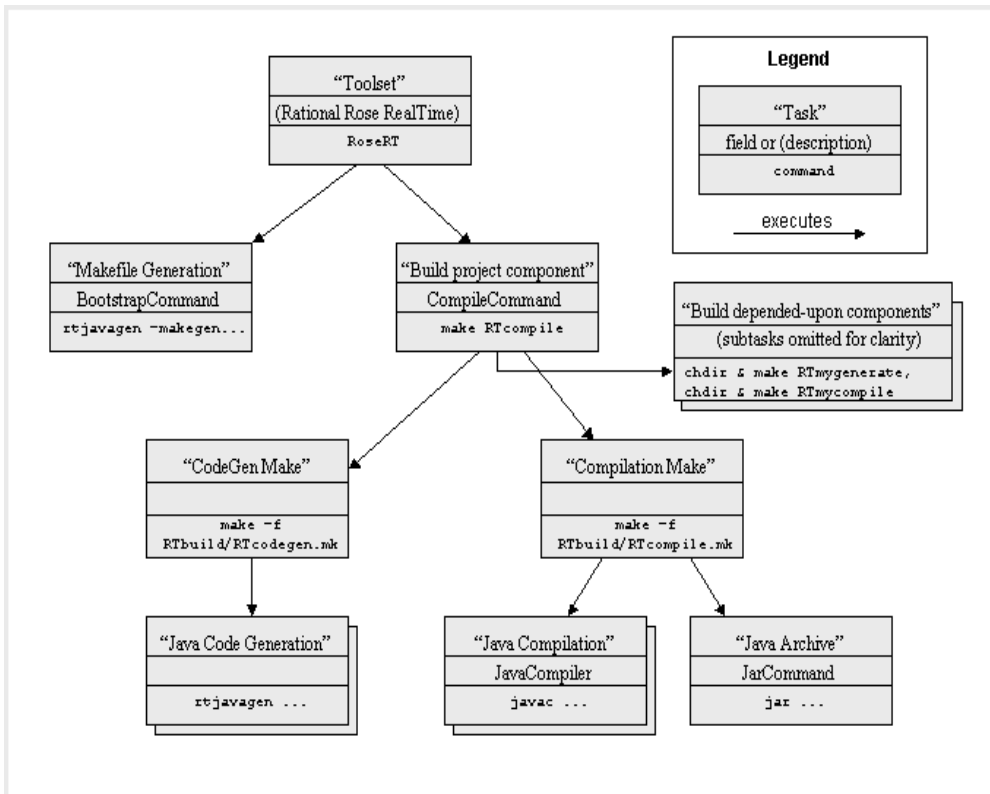 “Toolset”
(Rational Rose RealTime)
RoseRT
Legend
“Task”
field or (description)
command
executes
“Makefile Generation”
BootstrapCommand
rtjavagen -makegen...
“Build project component”
CompileCommand
make RTcompile
“Build depended-upon components”
(subtasks omitted for clarity)
chdir & make RTmygenerate,
chdir & make RTmycompile
“CodeGen Make”
make -f
RTbuild/RTcodegen.mk
“Compilation Make”
make -f
RTbuild/RTcompile.mk
“Java Code Generation”
rtjavagen ...
“Java Compilation”
JavaCompiler
javac ...
“Java Archive”
JarCommand
jar ...